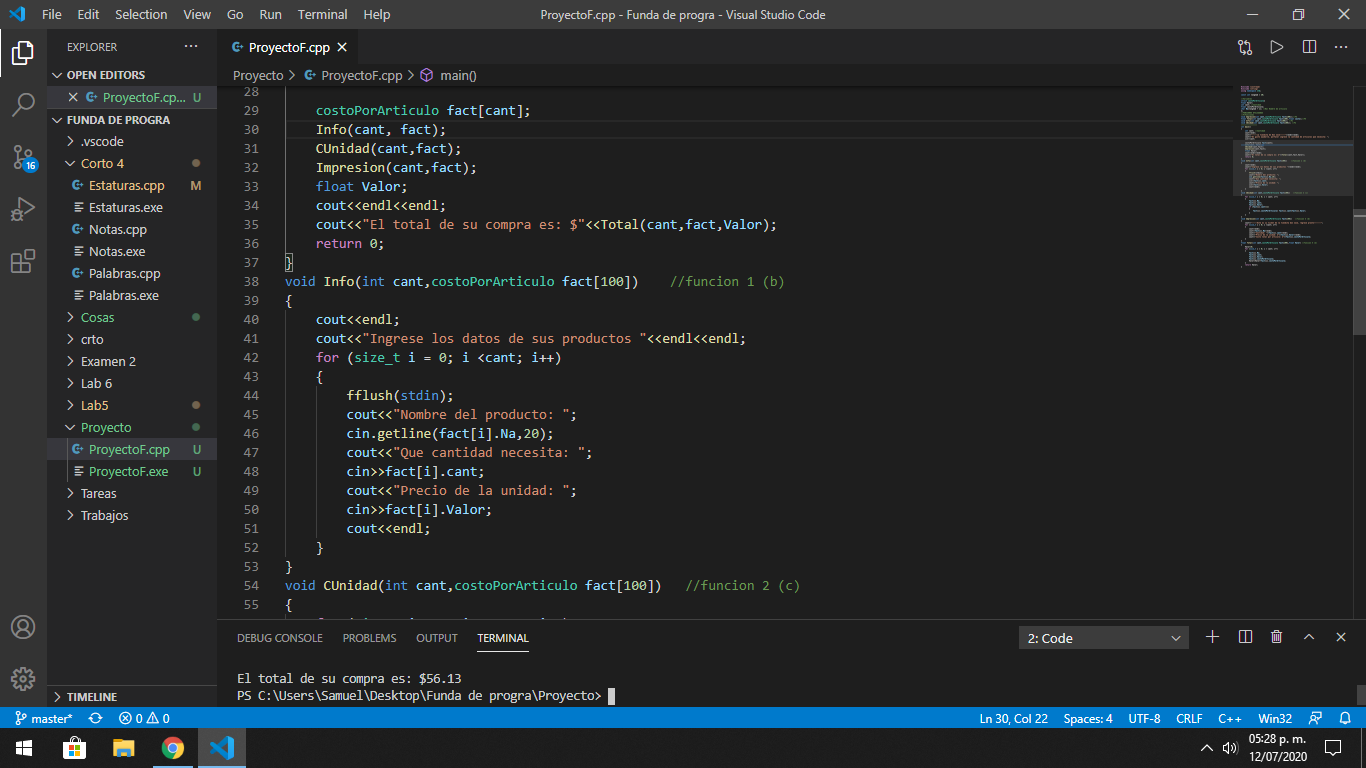 File Edit Selection View Go Run Terminal Help
ProyectoF.cpp - Funda de progra - Visual Studio Code
EXPLORER
OPEN EDITORS
ProyectoF.cp... U
FUNDA DE PROGRA
.vscode
Corto 4
Estaturas.cpp M
Estaturas.exe
Notas.cpp
Notas.exe
Palabras.cpp
Palabras.exe
Cosas
crto
Examen 2
Lab 6
Lab5
Proyecto
ProyectoF.cpp U
ProyectoF.exe U
Tareas
Trabajos
TIMELINE
16
ProyectoF.cpp
Proyecto > ProyectoF.cpp > main()
28
29 costoPorArticulo fact[cant];
30 Info(cant, fact);
31 CUnidad(cant,fact);
32 Impresion(cant,fact);
33 float Valor;
34 cout<<endl<<endl;
35 cout<<"El total de su compra es: $"<<Total(cant,fact,Valor);
36 return 0;
37 }
38 void Info(int cant,costoPorArticulo fact[100]) //funcion 1 (b)
39 {
40 cout<<endl;
41 cout<<"Ingrese los datos de sus productos "<<endl<<endl;
42 for (size_t i = 0; i <cant; i++)
43 {
44 fflush(stdin);
45 cout<<"Nombre del producto: ";
46 cin.getline(fact[i].Na,20);
47 cout<<"Que cantidad necesita: ";
48 cin>>fact[i].cant;
49 cout<<"Precio de la unidad: ";
50 cin>>fact[i].Valor;
51 cout<<endl;
52 }
53 }
54 void CUnidad(int cant,costoPorArticulo fact[100]) //funcion 2 (c)
55 {
DEBUG CONSOLE PROBLEMS OUTPUT TERMINAL
2: Code
El total de su compra es: $56.13
PS C:\Users\Samuel\Desktop\Funda de progra\Proyecto>
master* 0 0
Ln 30, Col 22 Spaces: 4 UTF-8 CRLF C++ Win32
05:28 p. m.
12/07/2020